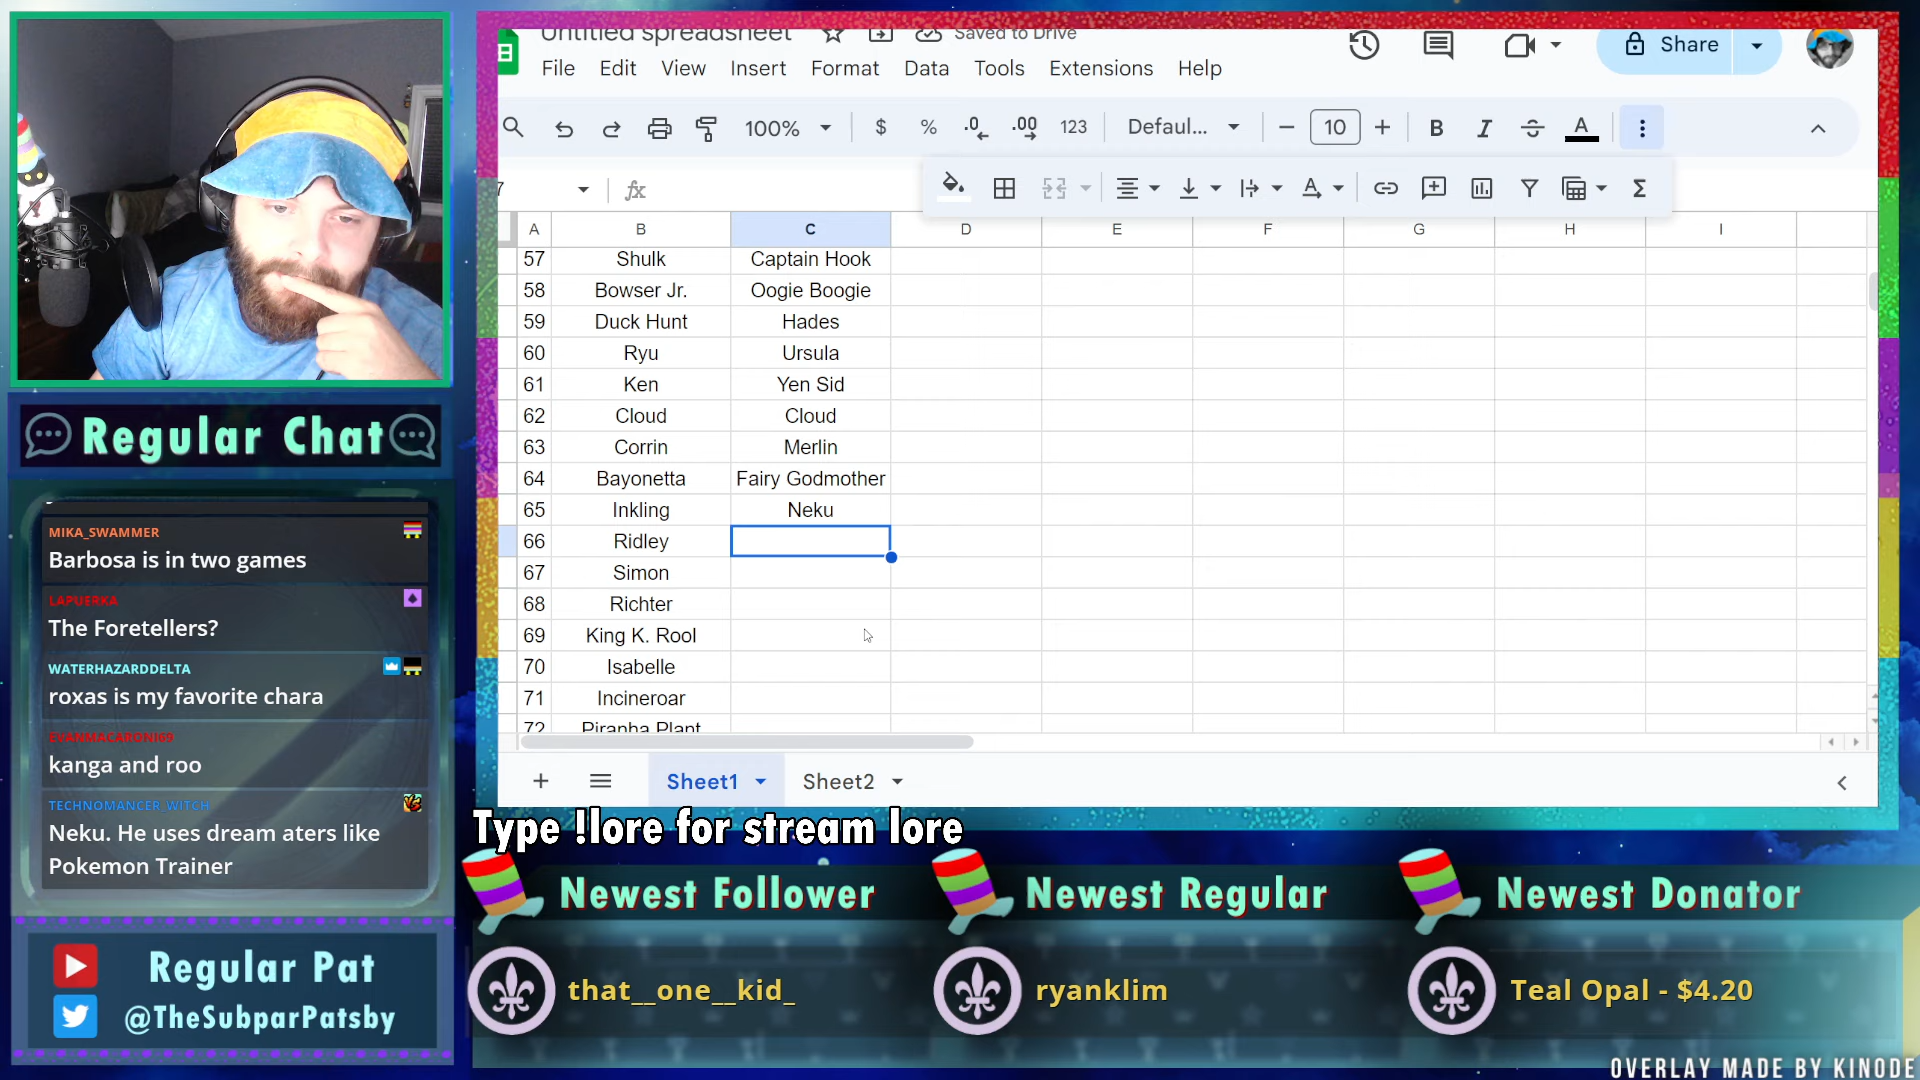 Untitled spreadsheet
Saved to Drive
File Edit View Insert Format Data Tools Extensions Help
Share
100%
$ % .0 .00 123
Defaul...
10
B I S A
7
fx
A B C D E F G H I
57 Shulk Captain Hook
58 Bowser Jr. Oogie Boogie
59 Duck Hunt Hades
60 Ryu Ursula
61 Ken Yen Sid
62 Cloud Cloud
63 Corrin Merlin
64 Bayonetta Fairy Godmother
65 Inkling Neku
66 Ridley
67 Simon
68 Richter
69 King K. Rool
70 Isabelle
71 Incineroar
72 Piranha Plant
Sheet1
Sheet2
Regular Chat
MIKA_SWAMMER
Barbosa is in two games
LAPUERKA
The Foretellers?
WATERHAZARDDELTA
roxas is my favorite chara
EVANMACARONI69
kanga and roo
TECHNOMANCER_WITCH
Neku. He uses dream aters like
Pokemon Trainer
Regular Pat
@TheSubparPatsby
Type !lore for stream lore
Newest Follower
that__one__kid_
Newest Regular
ryanklim
Newest Donator
Teal Opal - $4.20
OVERLAY MADE BY KINODE